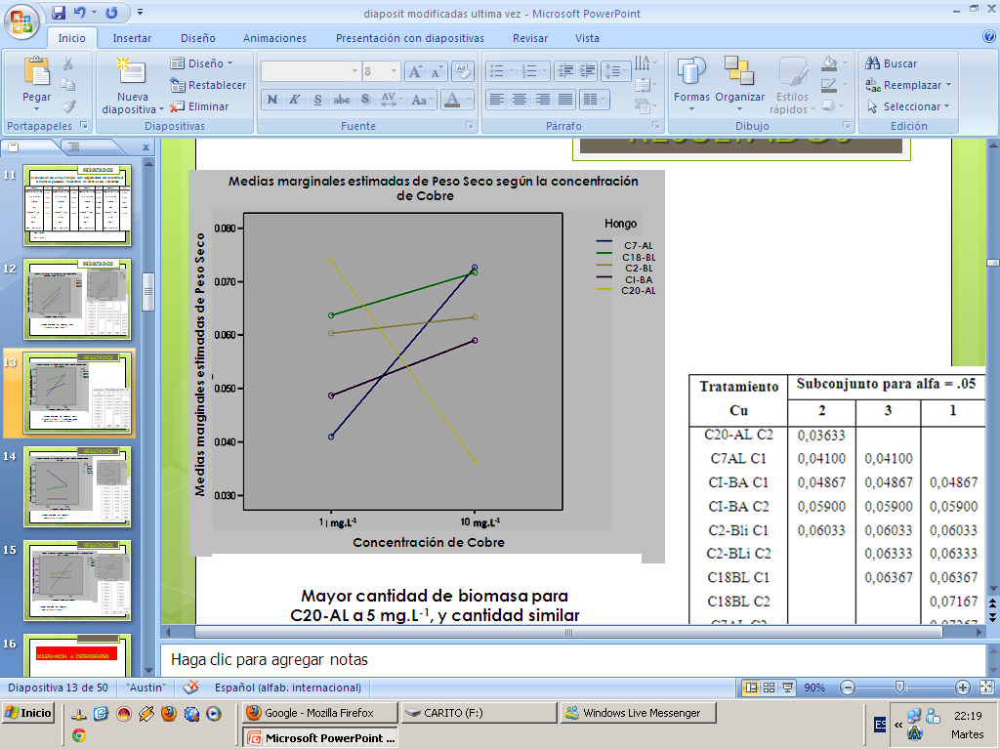 diaposit modificadas ultima vez - Microsoft PowerPoint
Inicio Insertar Diseño Animaciones Presentación con diapositivas Revisar Vista
Pegar
Portapapeles
Nueva
diapositiva
Diseño
Restablecer
Eliminar
Diapositivas
8
N K S abc S AV Aa A
Fuente
Párrafo
Formas Organizar Estilos
rápidos
Dibujo
Buscar
Reemplazar
Seleccionar
Edición
11
RESULTADOS
12
RESULTADOS
13
RESULTADOS
14
RESULTADOS
15
RESULTADOS
16
TOLERANCIA A DETERGENTES
RESULTADOS
Medias marginales estimadas de Peso Seco según la concentración
de Cobre
Medias marginales estimadas de Peso Seco
0.080
0.070
0.060
0.050
0.040
0.030
1 mg.L-1 10 mg.L-1
Concentración de Cobre
Hongo
C7-AL
C18-BL
C2-BL
CI-BA
C20-AL
Tratamiento Subconjunto para alfa = .05
Cu 2 3 1
C20-AL C2 0,03633
C7AL C1 0,04100 0,04100
CI-BA C1 0,04867 0,04867 0,04867
CI-BA C2 0,05900 0,05900 0,05900
C2-Bli C1 0,06033 0,06033 0,06033
C2-BLi C2 0,06333 0,06333
C18BL C1 0,06367 0,06367
C18BL C2 0,07167
C7AL C2 0,07267
Mayor cantidad de biomasa para
C20-AL a 5 mg.L-1, y cantidad similar
Haga clic para agregar notas
Diapositiva 13 de 50 "Austin" Español (alfab. internacional) 90%
Inicio Google - Mozilla Firefox CARITO (F:) Windows Live Messenger
Microsoft PowerPoint ...
ES « 22:19
Martes